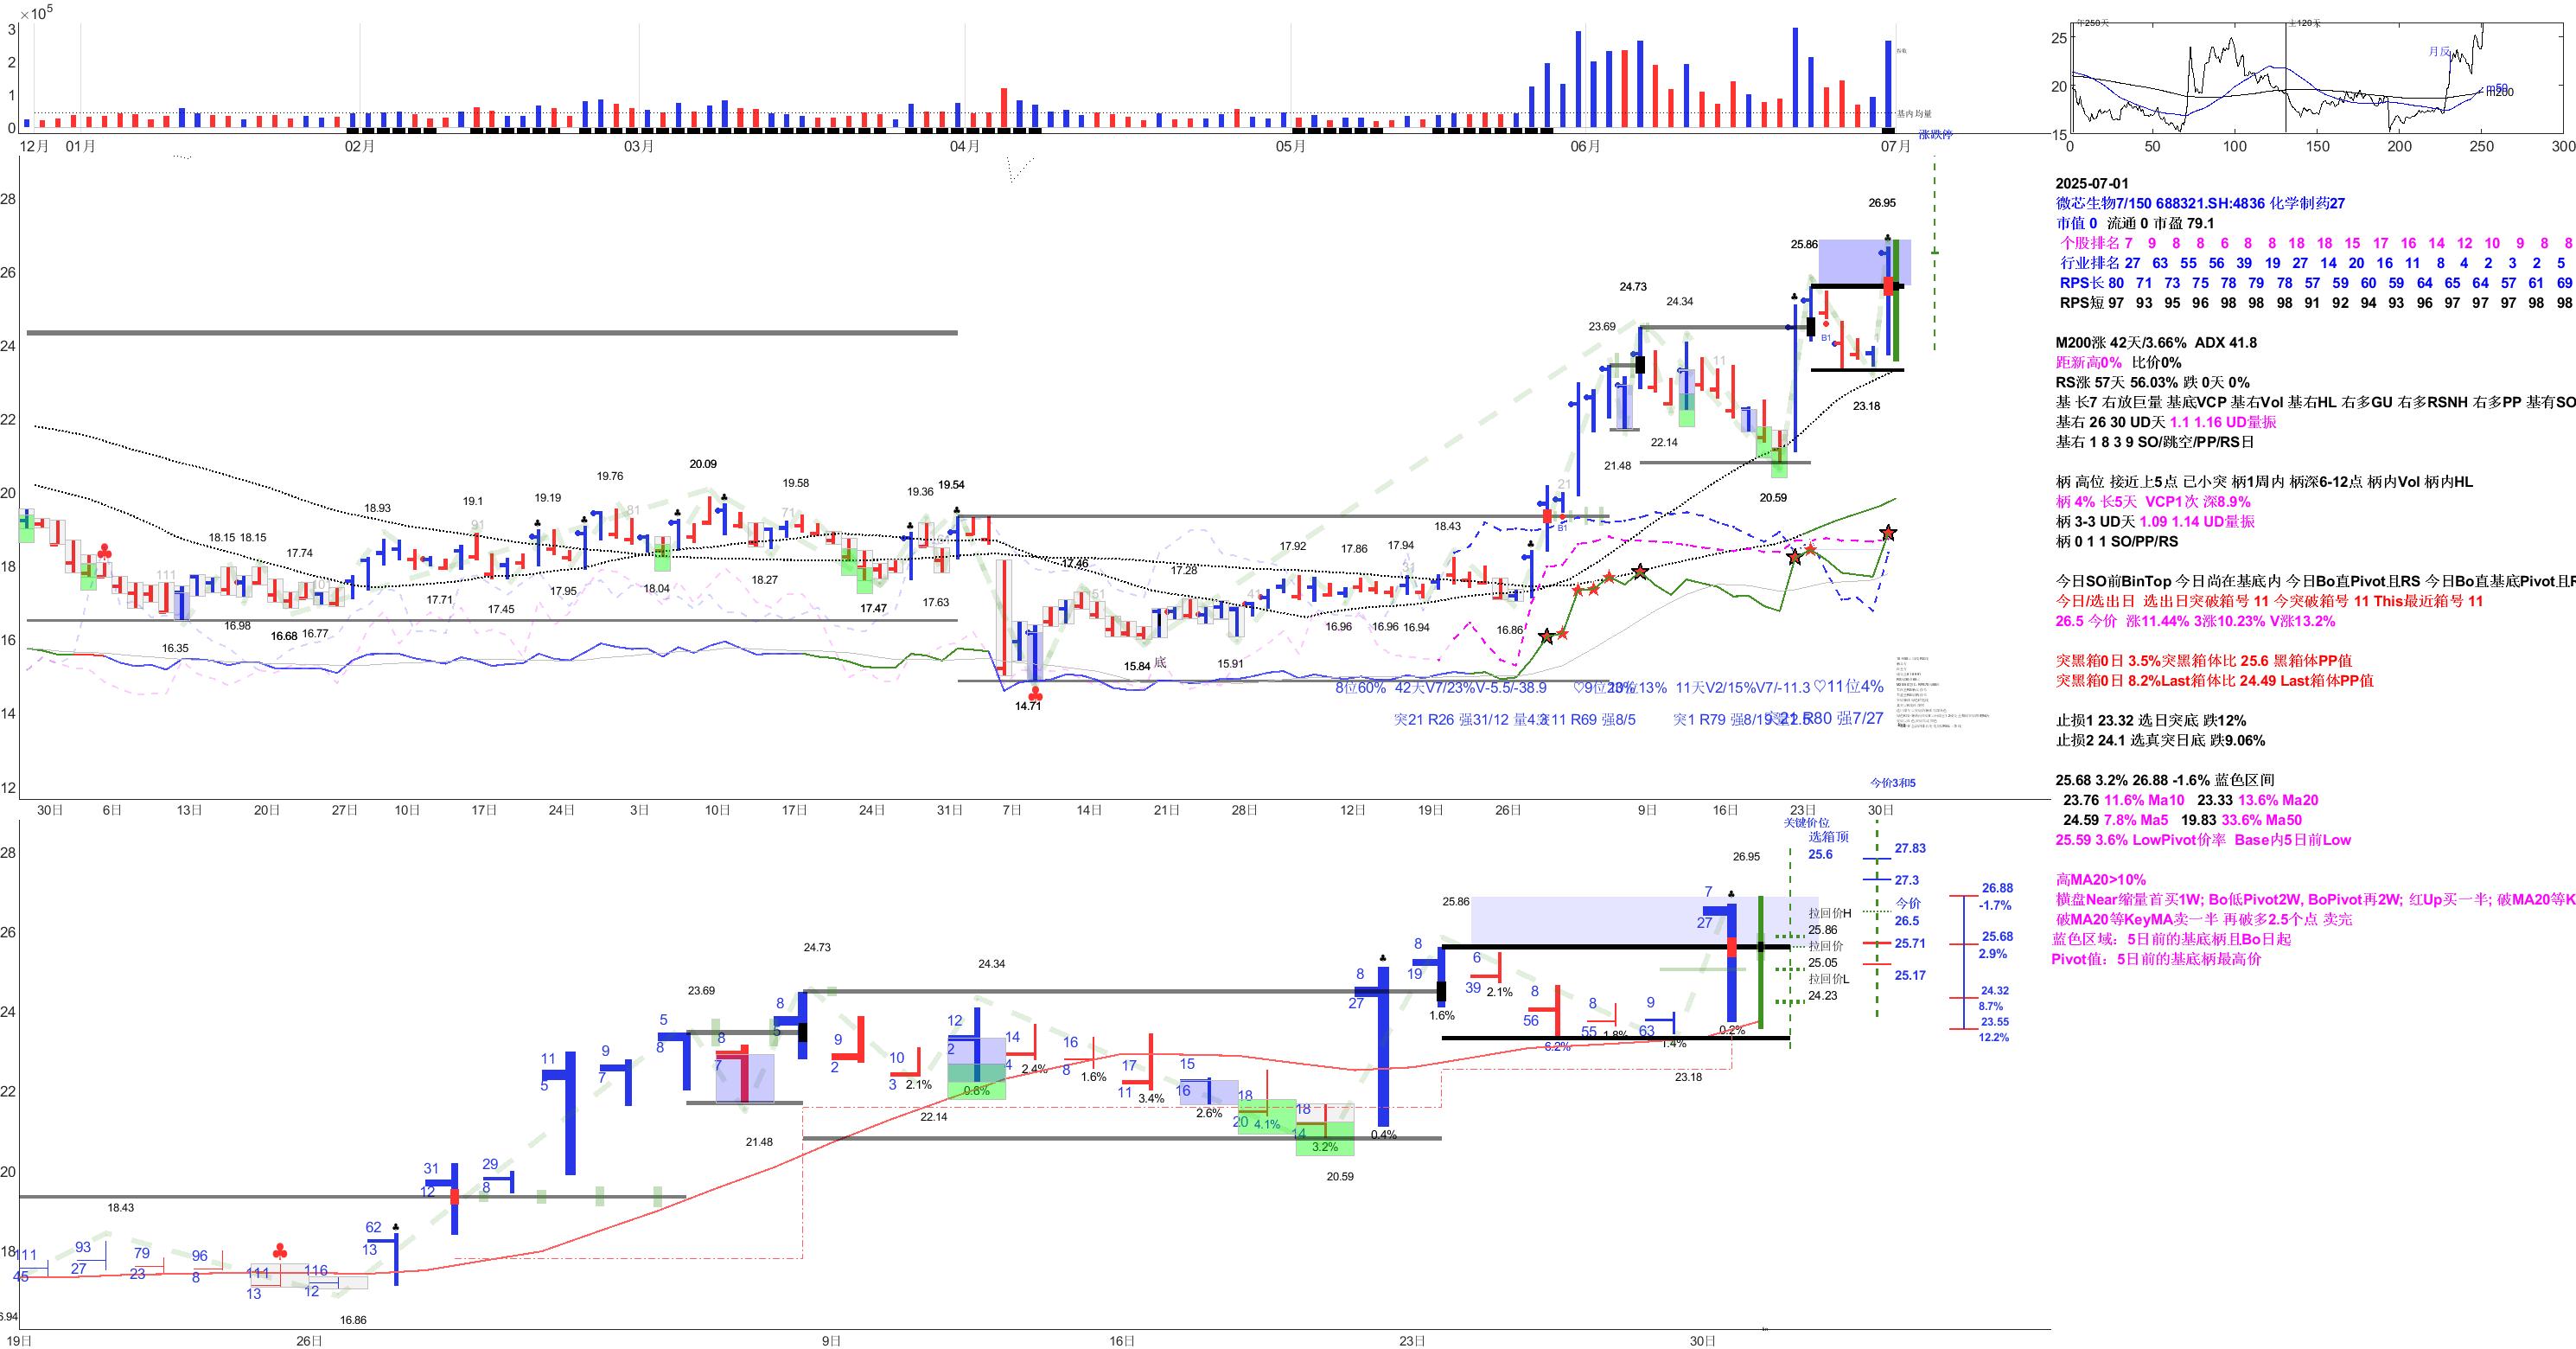 ×10⁵
3
2
1
0
12月 01月 02月 03月 04月 05月 06月 07月
基内均量
涨跌停
28
26
24
22
20
18
16
14
12
26.95
25.86
24.73
24.34
23.69
23.18
22.14
21.48
20.59
18.93 19.1 19.19 19.76 20.09 19.58 19.36 19.54
18.15 18.15 17.74
17.71 17.45 17.95 18.04 18.27 17.47 17.63
16.98 16.68 16.77
16.35
17.46 17.28 17.92 17.86 17.94 18.43
16.96 16.96 16.94 16.86
15.84 底 15.91
14.71
B1
B1
8位60% 42天V7/23%V-5.5/-38.9
11天V2/15%V7/-11.3 ♡11位4%
突21 R26 强31/12
突11 R69 强8/5
突1 R79 强8/19
R80 强7/27
今价3和5
30日 6日 13日 20日 27日 10日 17日 24日 3日 10日 17日 24日 31日 7日 14日 21日 28日 12日 19日 26日 9日 16日 23日 30日
28
26
24
22
20
18
关键价位
选箱顶
25.6
26.95
25.86
24.73
24.34
23.69
23.18
22.14
21.48
20.59
18.43
16.86
111 93 79 96 111 116 62 31 29 11 9 5 8 8 9 10 12 14 16 17 15 18 18 8 8 6 8 8 9 7
45 27 23 8 13 12 13 12 8 5 7 8 7 5 2 3 2 4 8 11 16 20 14 27 19 39 56 55 63 27
2.1% 0.8% 2.4% 1.6% 3.4% 2.6% 4.1% 3.2% 0.4% 1.6% 2.1% 6.2% 1.8% 1.4% 0.2%
拉回价H
25.86
拉回价
25.05
拉回价L
24.23
27.83
27.3
今价
26.5
25.71
25.17
26.88
-1.7%
25.68
2.9%
24.32
8.7%
23.55
12.2%
19日 26日 9日 16日 23日 30日
25
20
15
月反
m200
0 50 100 150 200 250 300
2025-07-01
微芯生物7/150 688321.SH:4836 化学制药27
市值 0 流通 0 市盈 79.1
个股排名 7 9 8 8 6 8 8 18 18 15 17 16 14 12 10 9 8 8
行业排名 27 63 55 56 39 19 27 14 20 16 11 8 4 2 3 2 5
RPS长 80 71 73 75 78 79 78 57 59 60 59 64 65 64 57 61 69
RPS短 97 93 95 96 98 98 98 91 92 94 93 96 97 97 97 98 98
M200涨 42天/3.66% ADX 41.8
距新高0% 比价0%
RS涨 57天 56.03% 跌 0天 0%
基 长7 右放巨量 基底VCP 基右Vol 基右HL 右多GU 右多RSNH 右多PP 基有SO
基右 26 30 UD天 1.1 1.16 UD量振
基右 1 8 3 9 SO/跳空/PP/RS日
柄 高位 接近上5点 已小突 柄1周内 柄深6-12点 柄内Vol 柄内HL
柄 4% 长5天 VCP1次 深8.9%
柄 3-3 UD天 1.09 1.14 UD量振
柄 0 1 1 SO/PP/RS
今日SO前BinTop 今日尚在基底内 今日Bo直Pivot且RS 今日Bo直基底Pivot且
今日/选出日 选出日突破箱号 11 今突破箱号 11 This最近箱号 11
26.5 今价 涨11.44% 3涨10.23% V涨13.2%
突黑箱0日 3.5%突黑箱体比 25.6 黑箱体PP值
突黑箱0日 8.2%Last箱体比 24.49 Last箱体PP值
止损1 23.32 选日突底 跌12%
止损2 24.1 选真突日底 跌9.06%
25.68 3.2% 26.88 -1.6% 蓝色区间
23.76 11.6% Ma10 23.33 13.6% Ma20
24.59 7.8% Ma5 19.83 33.6% Ma50
25.59 3.6% LowPivot价率 Base内5日前Low
高MA20>10%
横盘Near缩量首买1W; Bo低Pivot2W, BoPivot再2W; 红Up买一半; 破MA20等K
破MA20等KeyMA卖一半 再破多2.5个点 卖完
蓝色区域：5日前的基底柄且Bo日起
Pivot值：5日前的基底柄最高价